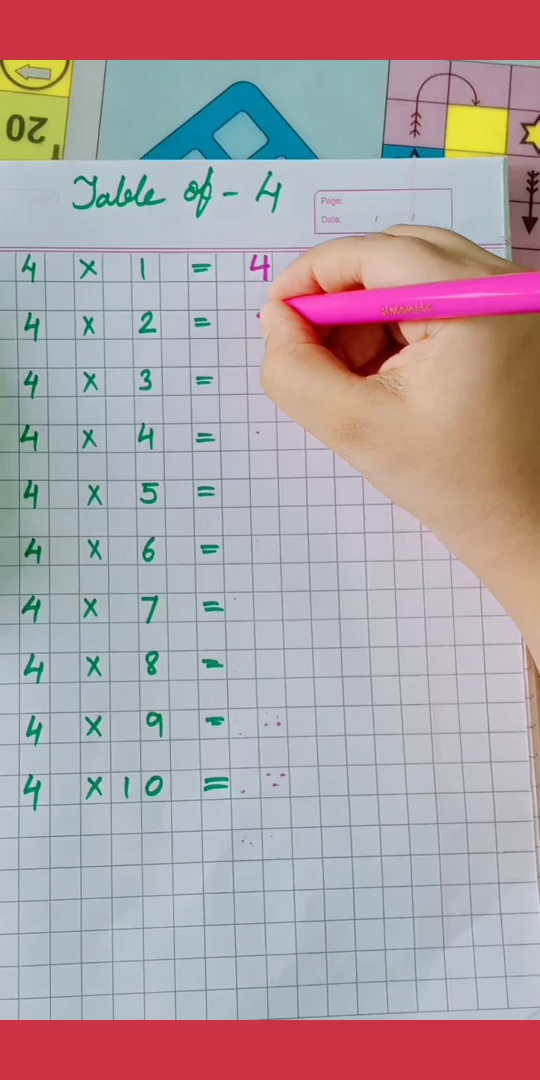 20
Table of - 4
Page:
Date: / /
4 × 1 = 4
4 × 2 =
4 × 3 =
4 × 4 =
4 × 5 =
4 × 6 =
4 × 7 =
4 × 8 =
4 × 9 =
4 × 10 =